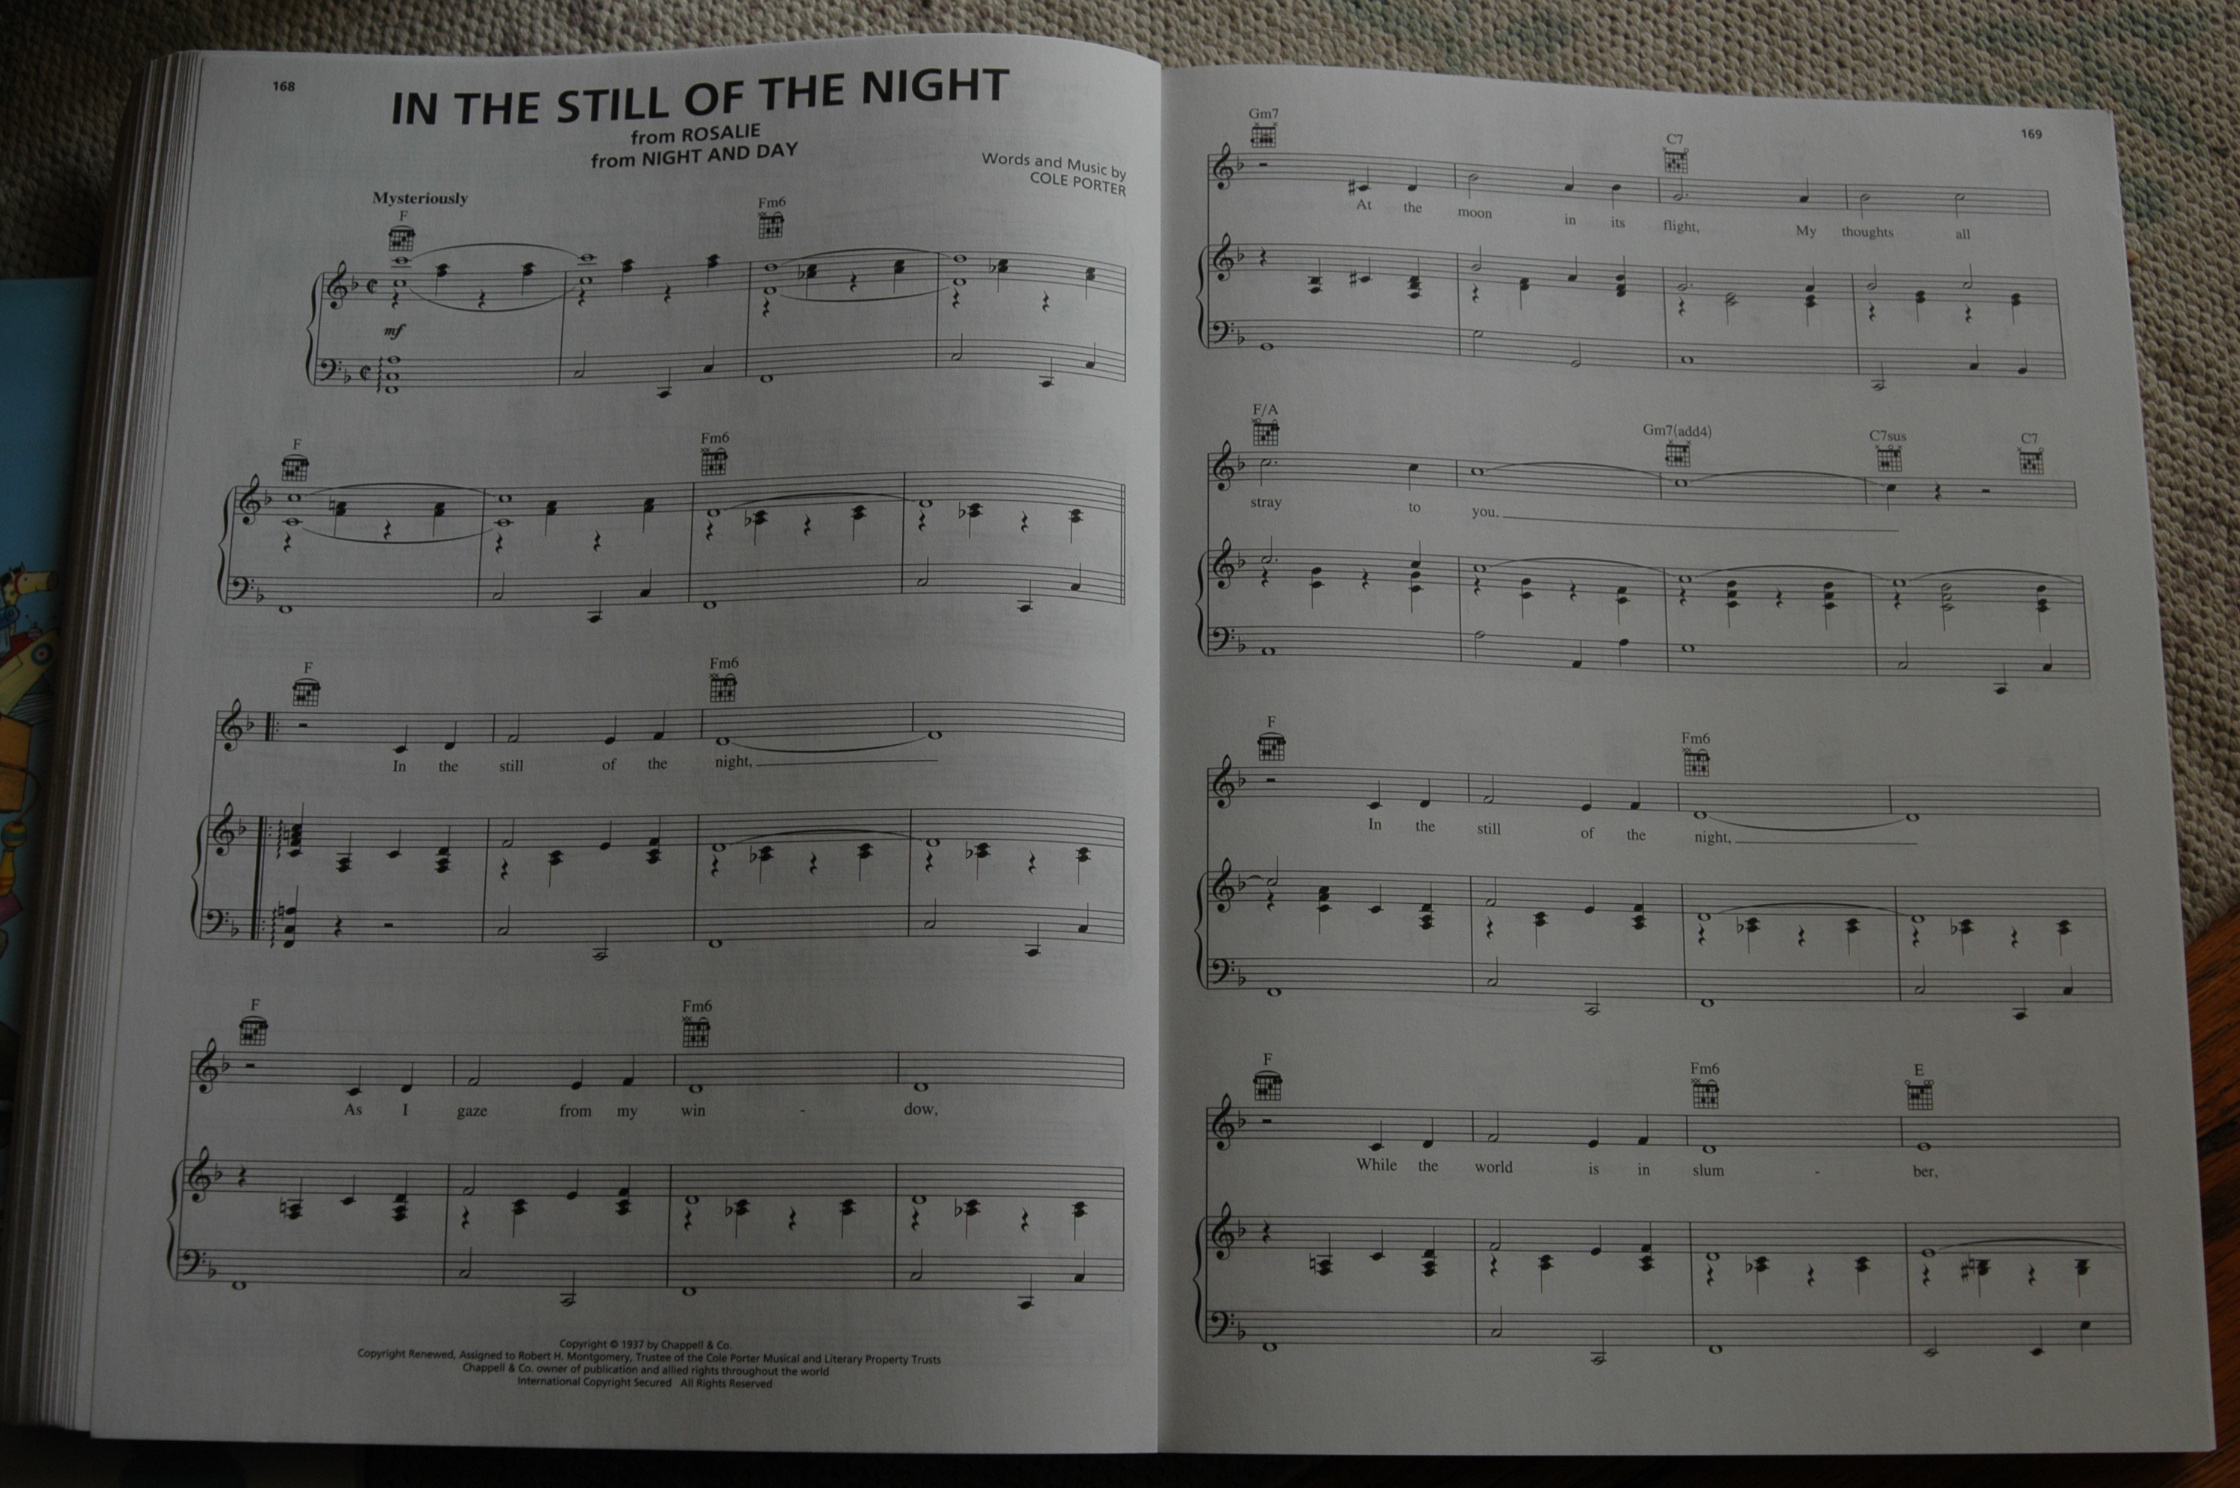 168
IN THE STILL OF THE NIGHT
from ROSALIE
from NIGHT AND DAY
Words and Music by
COLE PORTER
Mysteriously
F Fm6
mf
F Fm6
F Fm6
In the still of the night,
F Fm6
As I gaze from my win - dow,
Copyright © 1937 by Chappell & Co.
Copyright Renewed, Assigned to Robert H. Montgomery, Trustee of the Cole Porter Musical and Literary Property Trusts
Chappell & Co. owner of publication and allied rights throughout the world
International Copyright Secured All Rights Reserved
169
Gm7 C7
At the moon in its flight, My thoughts all
F/A Gm7(add4) C7sus C7
stray to you.
F Fm6
In the still of the night,
F Fm6 E
While the world is in slum - ber,